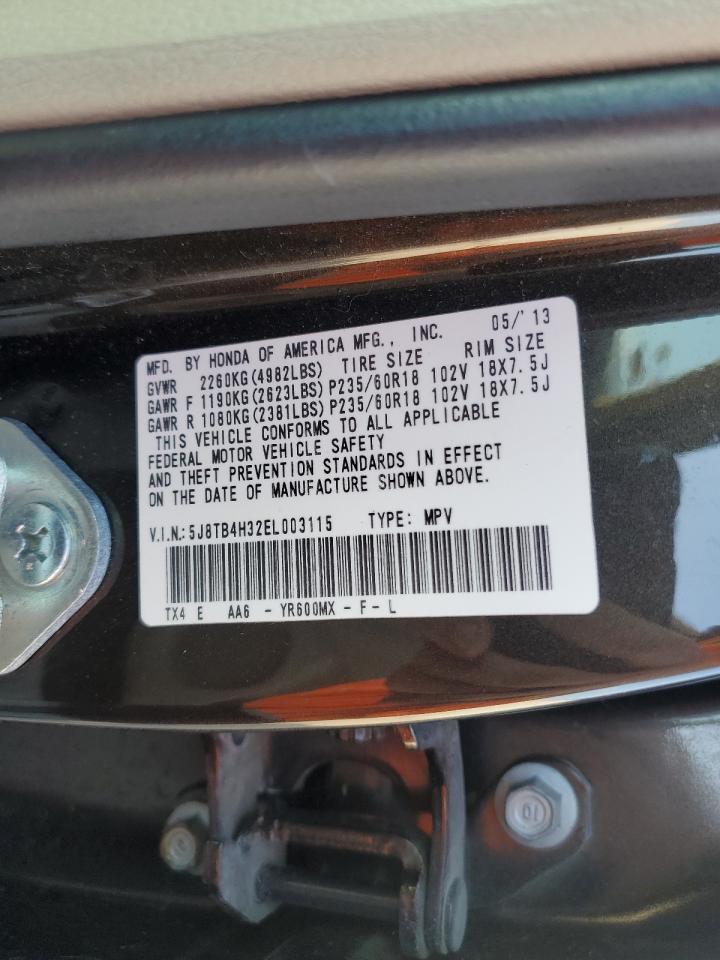 MFD. BY HONDA OF AMERICA MFG., INC. 05/'13
GVWR 2260KG(4982LBS) TIRE SIZE RIM SIZE
GAWR F 1190KG(2623LBS) P235/60R18 102V 18X7.5J
GAWR R 1080KG(2381LBS) P235/60R18 102V 18X7.5J
THIS VEHICLE CONFORMS TO ALL APPLICABLE
FEDERAL MOTOR VEHICLE SAFETY
AND THEFT PREVENTION STANDARDS IN EFFECT
ON THE DATE OF MANUFACTURE SHOWN ABOVE.
V.I.N.: 5J8TB4H32EL003115 TYPE: MPV
TX4 E AA6 - YR600MX - F - L
10